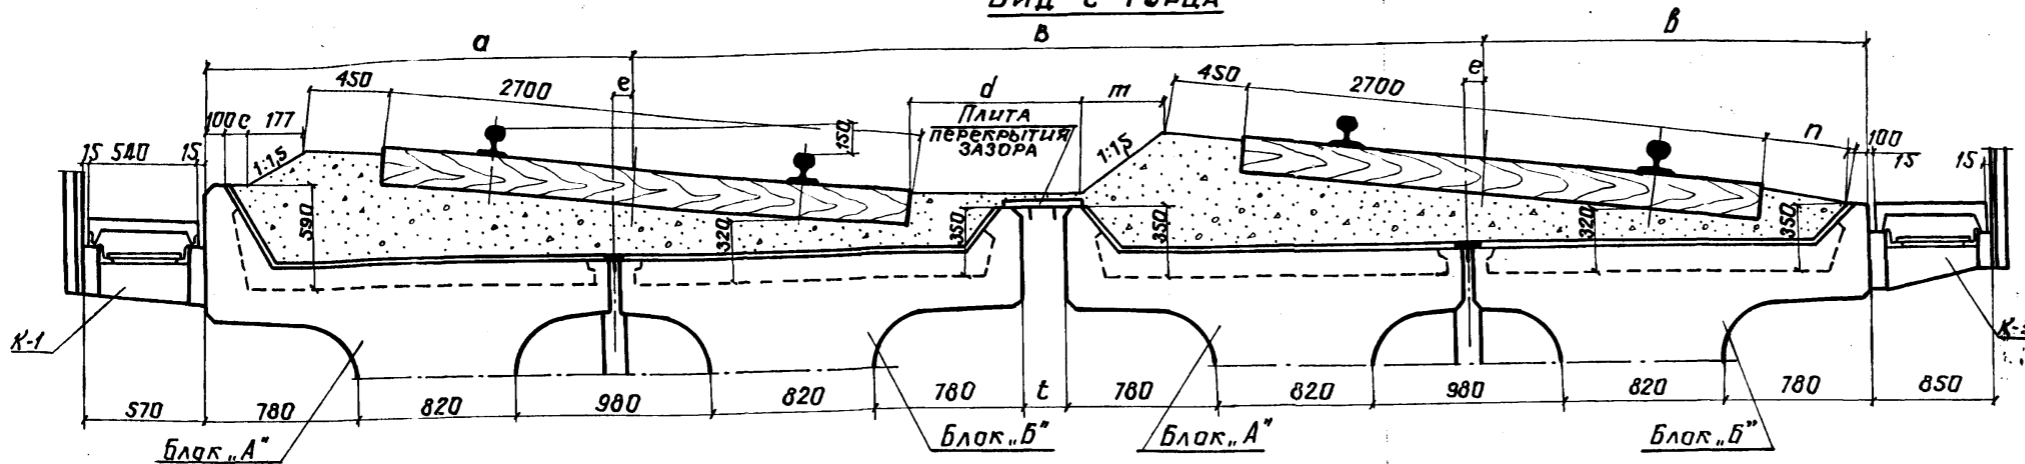 ВИД С ТОРЦА
а
в
в
450
2700
е
d
m
450
2700
е
n
100
100 с 177
150
Плита
перекрытия
зазора
15 540 15
15
15
1:1,5
1:1,5
590
320
350
350
320
350
К-1
570
780
820
980
820
780
t
780
820
980
820
780
850
Блок „А"
Блок „Б"
Блок „А"
Блок „Б"